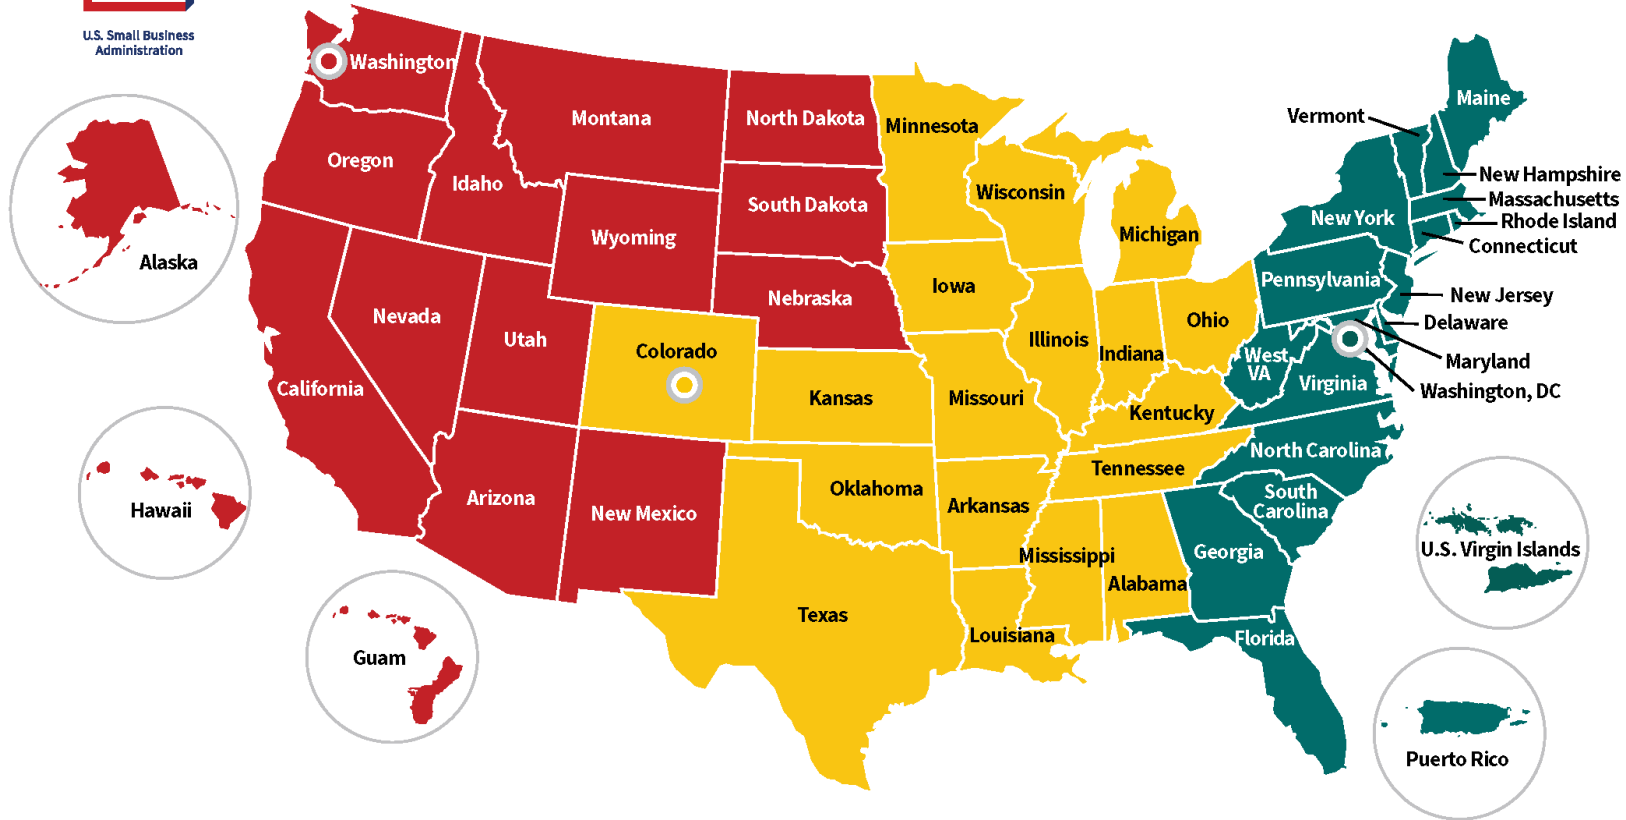 U.S. Small Business
Administration
Washington
Montana
North Dakota
Minnesota
Maine
Vermont
Oregon
Idaho
Wisconsin
New Hampshire
Massachusetts
Rhode Island
Connecticut
South Dakota
New York
Wyoming
Michigan
Alaska
Pennsylvania
Iowa
Nebraska
New Jersey
Delaware
Nevada
Utah
Colorado
Illinois
Indiana
Ohio
West
VA
Maryland
Washington, DC
Virginia
California
Kansas
Missouri
Kentucky
North Carolina
Tennessee
Oklahoma
Arizona
New Mexico
Arkansas
South
Carolina
Hawaii
Georgia
U.S. Virgin Islands
Mississippi
Alabama
Texas
Louisiana
Florida
Guam
Puerto Rico